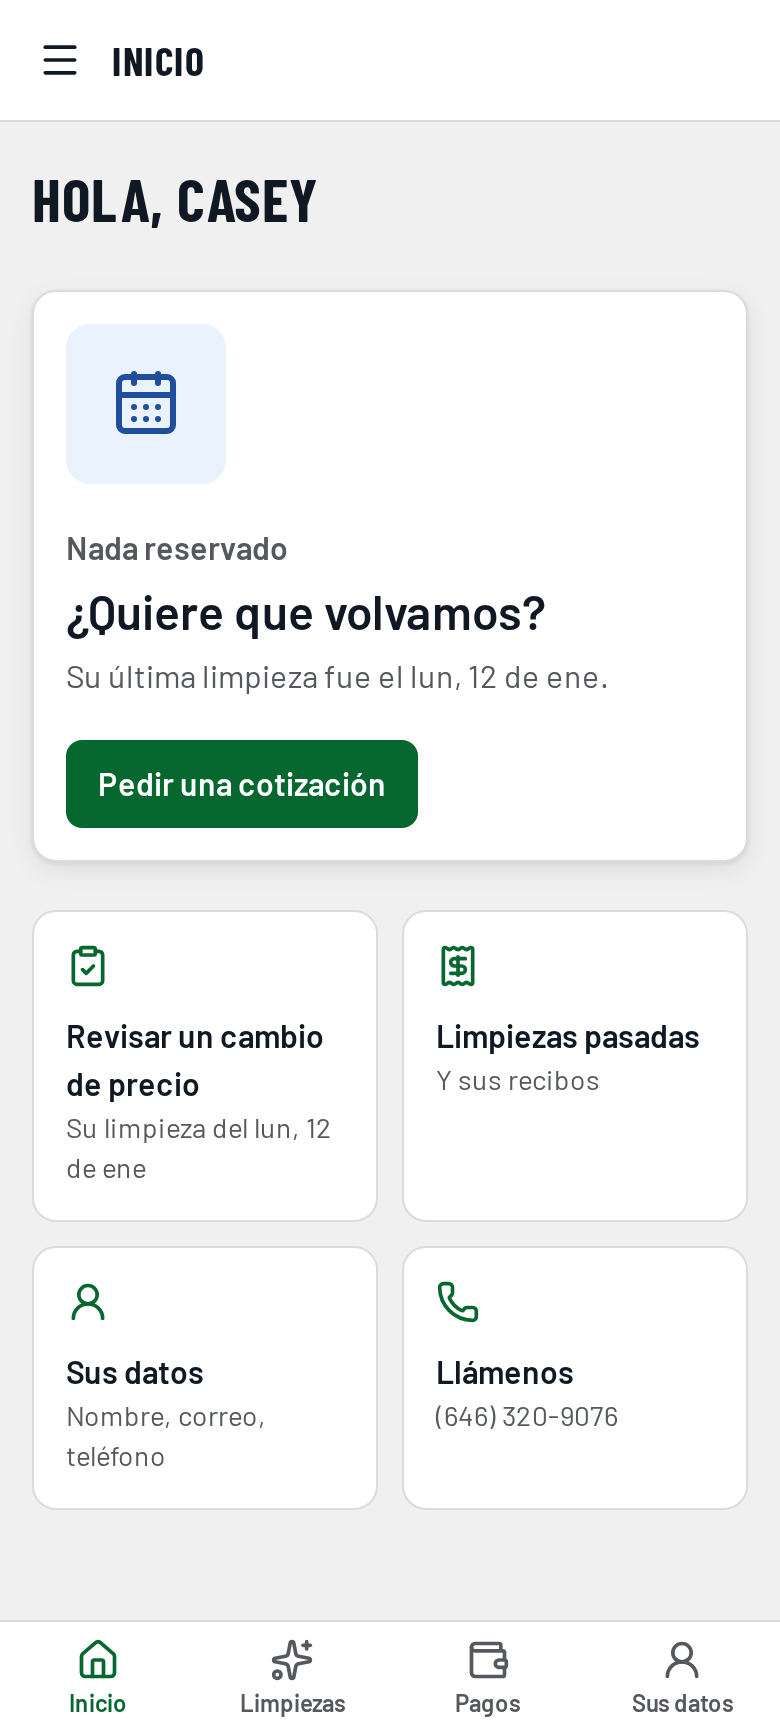 INICIO
HOLA, CASEY
Nada reservado
¿Quiere que volvamos?
Su última limpieza fue el lun, 12 de ene.
Pedir una cotización
Revisar un cambio
de precio
Su limpieza del lun, 12
de ene
Limpiezas pasadas
Y sus recibos
Sus datos
Nombre, correo,
teléfono
Llámenos
(646) 320-9076
Inicio
Limpiezas
Pagos
Sus datos